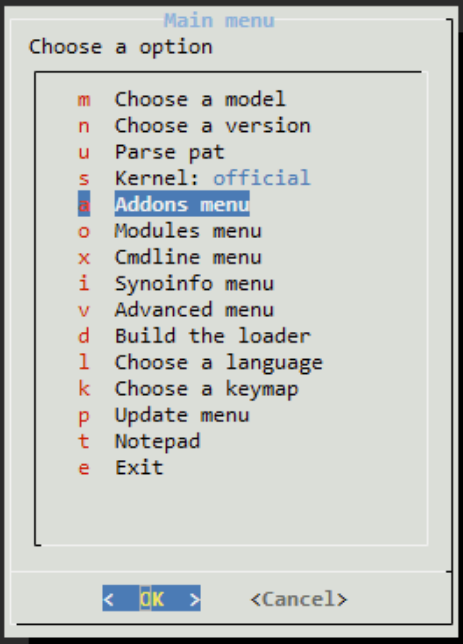 Main menu
Choose a option
m Choose a model
n Choose a version
u Parse pat
s Kernel: official
a Addons menu
o Modules menu
x Cmdline menu
i Synoinfo menu
v Advanced menu
d Build the loader
l Choose a language
k Choose a keymap
p Update menu
t Notepad
e Exit
< OK > <Cancel>